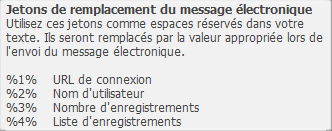 Jetons de remplacement du message électronique
Utilisez ces jetons comme espaces réservés dans votre
texte. Ils seront remplacés par la valeur appropriée lors de
l'envoi du message électronique.
%1% URL de connexion
%2% Nom d'utilisateur
%3% Nombre d'enregistrements
%4% Liste d'enregistrements